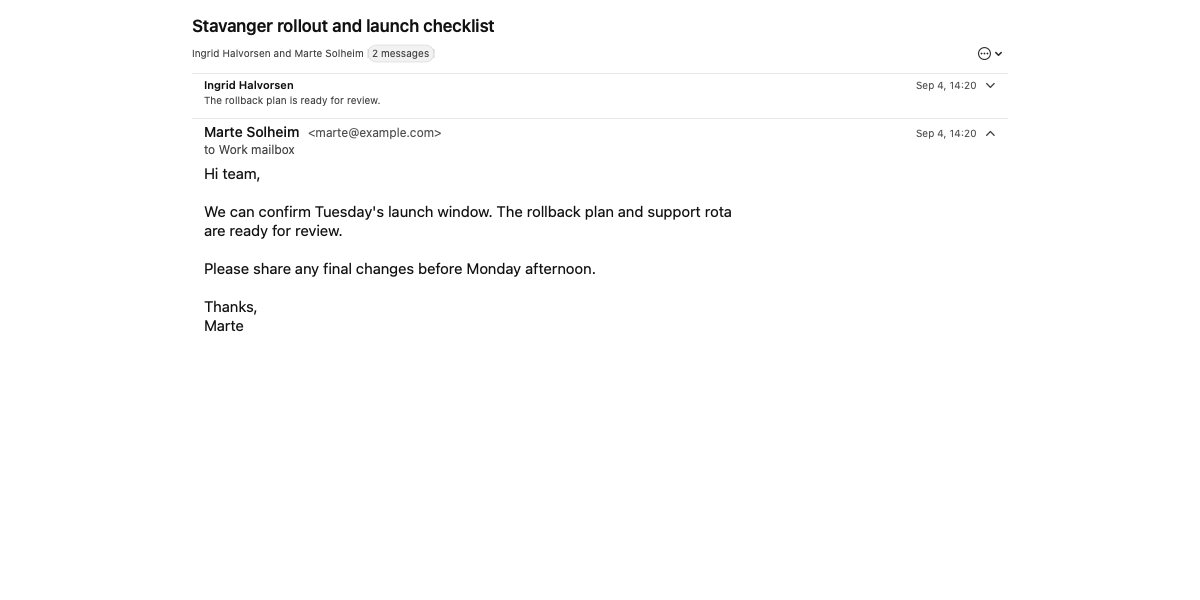 Stavanger rollout and launch checklist
Ingrid Halvorsen and Marte Solheim 2 messages
Ingrid Halvorsen Sep 4, 14:20
The rollback plan is ready for review.
Marte Solheim <marte@example.com> Sep 4, 14:20
to Work mailbox
Hi team,
We can confirm Tuesday's launch window. The rollback plan and support rota
are ready for review.
Please share any final changes before Monday afternoon.
Thanks,
Marte